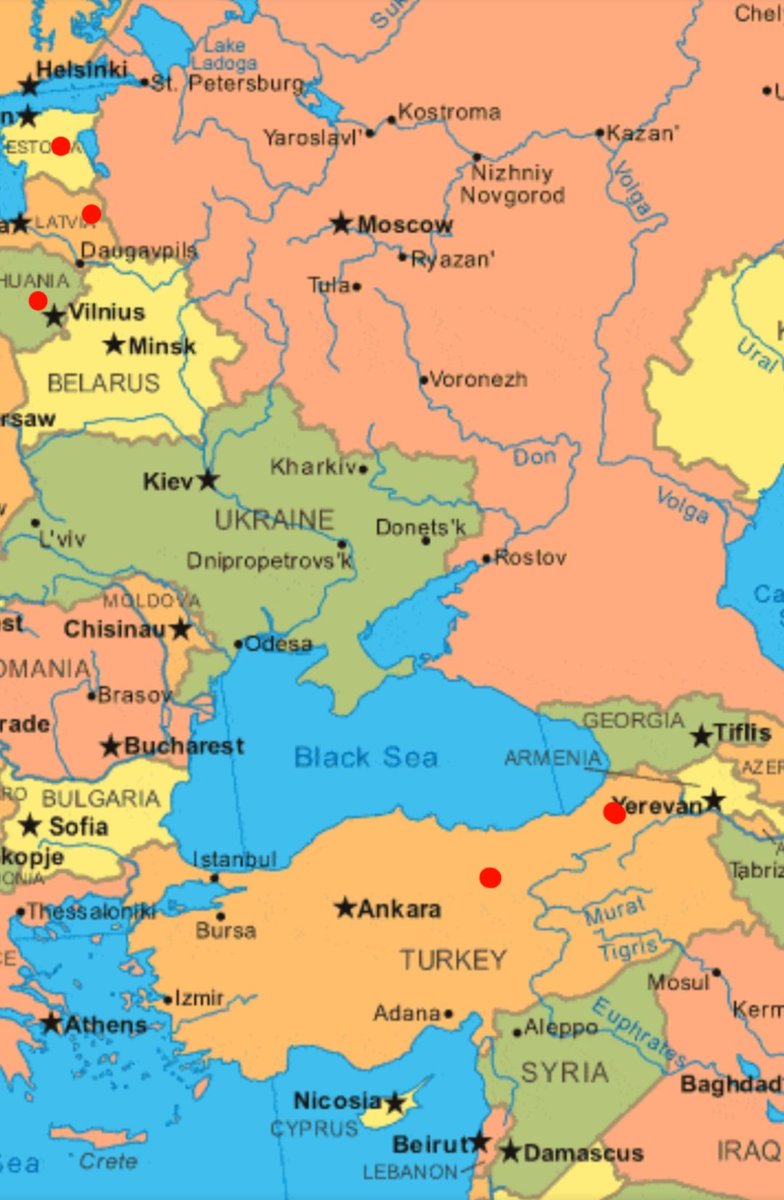 Chel
Suk
Lake
Ladoga
Helsinki
St. Petersburg
U
n
Kostroma
Yaroslavl'
Kazan'
ESTO IA
Nizhniy
Novgorod
Volga
a
LATVIA
Moscow
Daugavpils
Ryazan'
HUANIA
Tula
Vilnius
Minsk
K
Ural
BELARUS
Voronezh
rsaw
Don
Kiev
Kharkiv
Volga
w
L'viv
UKRAINE
Donets'k
Dnipropetrovs'k
Rostov
Ca
S
MOLDOVA
est
Chisinau
Odesa
OMANIA
Brasov
rade
Bucharest
GEORGIA
Tiflis
Black Sea
ARMENIA
AZER
RO
BULGARIA
Yerevan
Sofia
kopje
A
ONIA
Istanbul
Tabriz
Thessaloniki
Ankara
Murat
Bursa
Tigris
CE
TURKEY
Mosul
Izmir
Adana
Kerm
Athens
Aleppo
Euphrates
SYRIA
Baghdad
Nicosia
CYPRUS
Beirut
Damascus
IRAQ
Sea
Crete
LEBANON